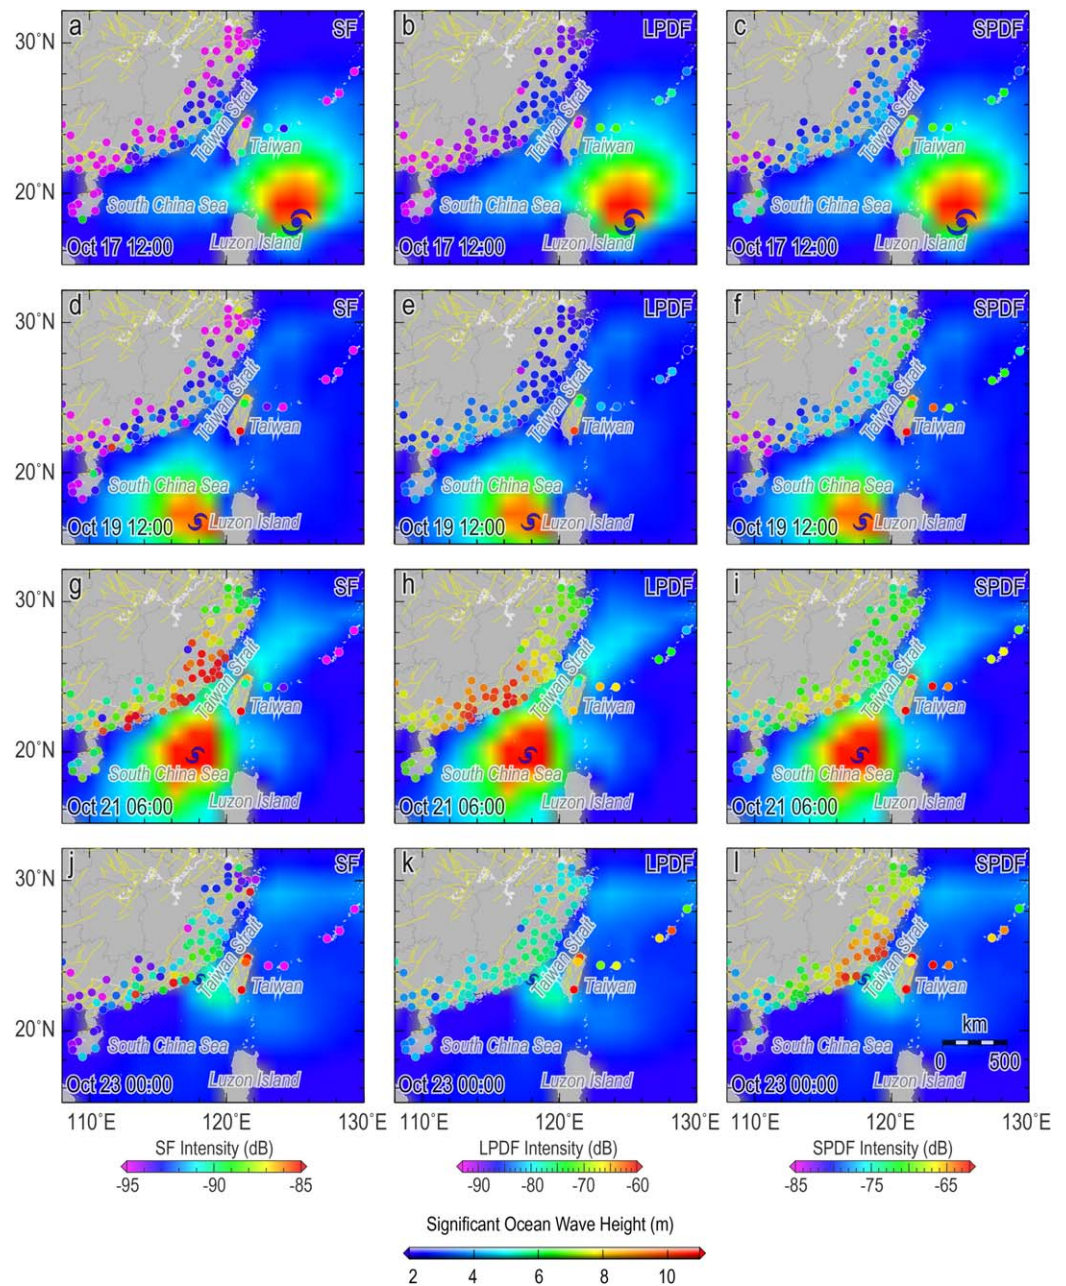 a SF
30°N
Taiwan Strait
Taiwan
20°N
South China Sea
Luzon Island
Oct 17 12:00
b LPDF
Taiwan Strait
Taiwan
South China Sea
Luzon Island
Oct 17 12:00
c SPDF
Taiwan Strait
Taiwan
South China Sea
Luzon Island
Oct 17 12:00
d SF
30°N
Taiwan Strait
Taiwan
20°N
South China Sea
Luzon Island
Oct 19 12:00
e LPDF
Taiwan Strait
Taiwan
South China Sea
Luzon Island
Oct 19 12:00
f SPDF
Taiwan Strait
Taiwan
South China Sea
Luzon Island
Oct 19 12:00
g SF
30°N
Taiwan Strait
Taiwan
20°N
South China Sea
Luzon Island
Oct 21 06:00
h LPDF
Taiwan Strait
Taiwan
South China Sea
Luzon Island
Oct 21 06:00
i SPDF
Taiwan Strait
Taiwan
South China Sea
Luzon Island
Oct 21 06:00
j SF
30°N
Taiwan Strait
Taiwan
20°N
South China Sea
Luzon Island
Oct 23 00:00
k LPDF
Taiwan Strait
Taiwan
South China Sea
Luzon Island
Oct 23 00:00
l SPDF
Taiwan Strait
Taiwan
km
0 500
South China Sea
Luzon Island
Oct 23 00:00
110°E 120°E 130°E 120°E 130°E 120°E 130°E
SF Intensity (dB)
-95 -90 -85
LPDF Intensity (dB)
-90 -80 -70 -60
SPDF Intensity (dB)
-85 -75 -65
Significant Ocean Wave Height (m)
2 4 6 8 10